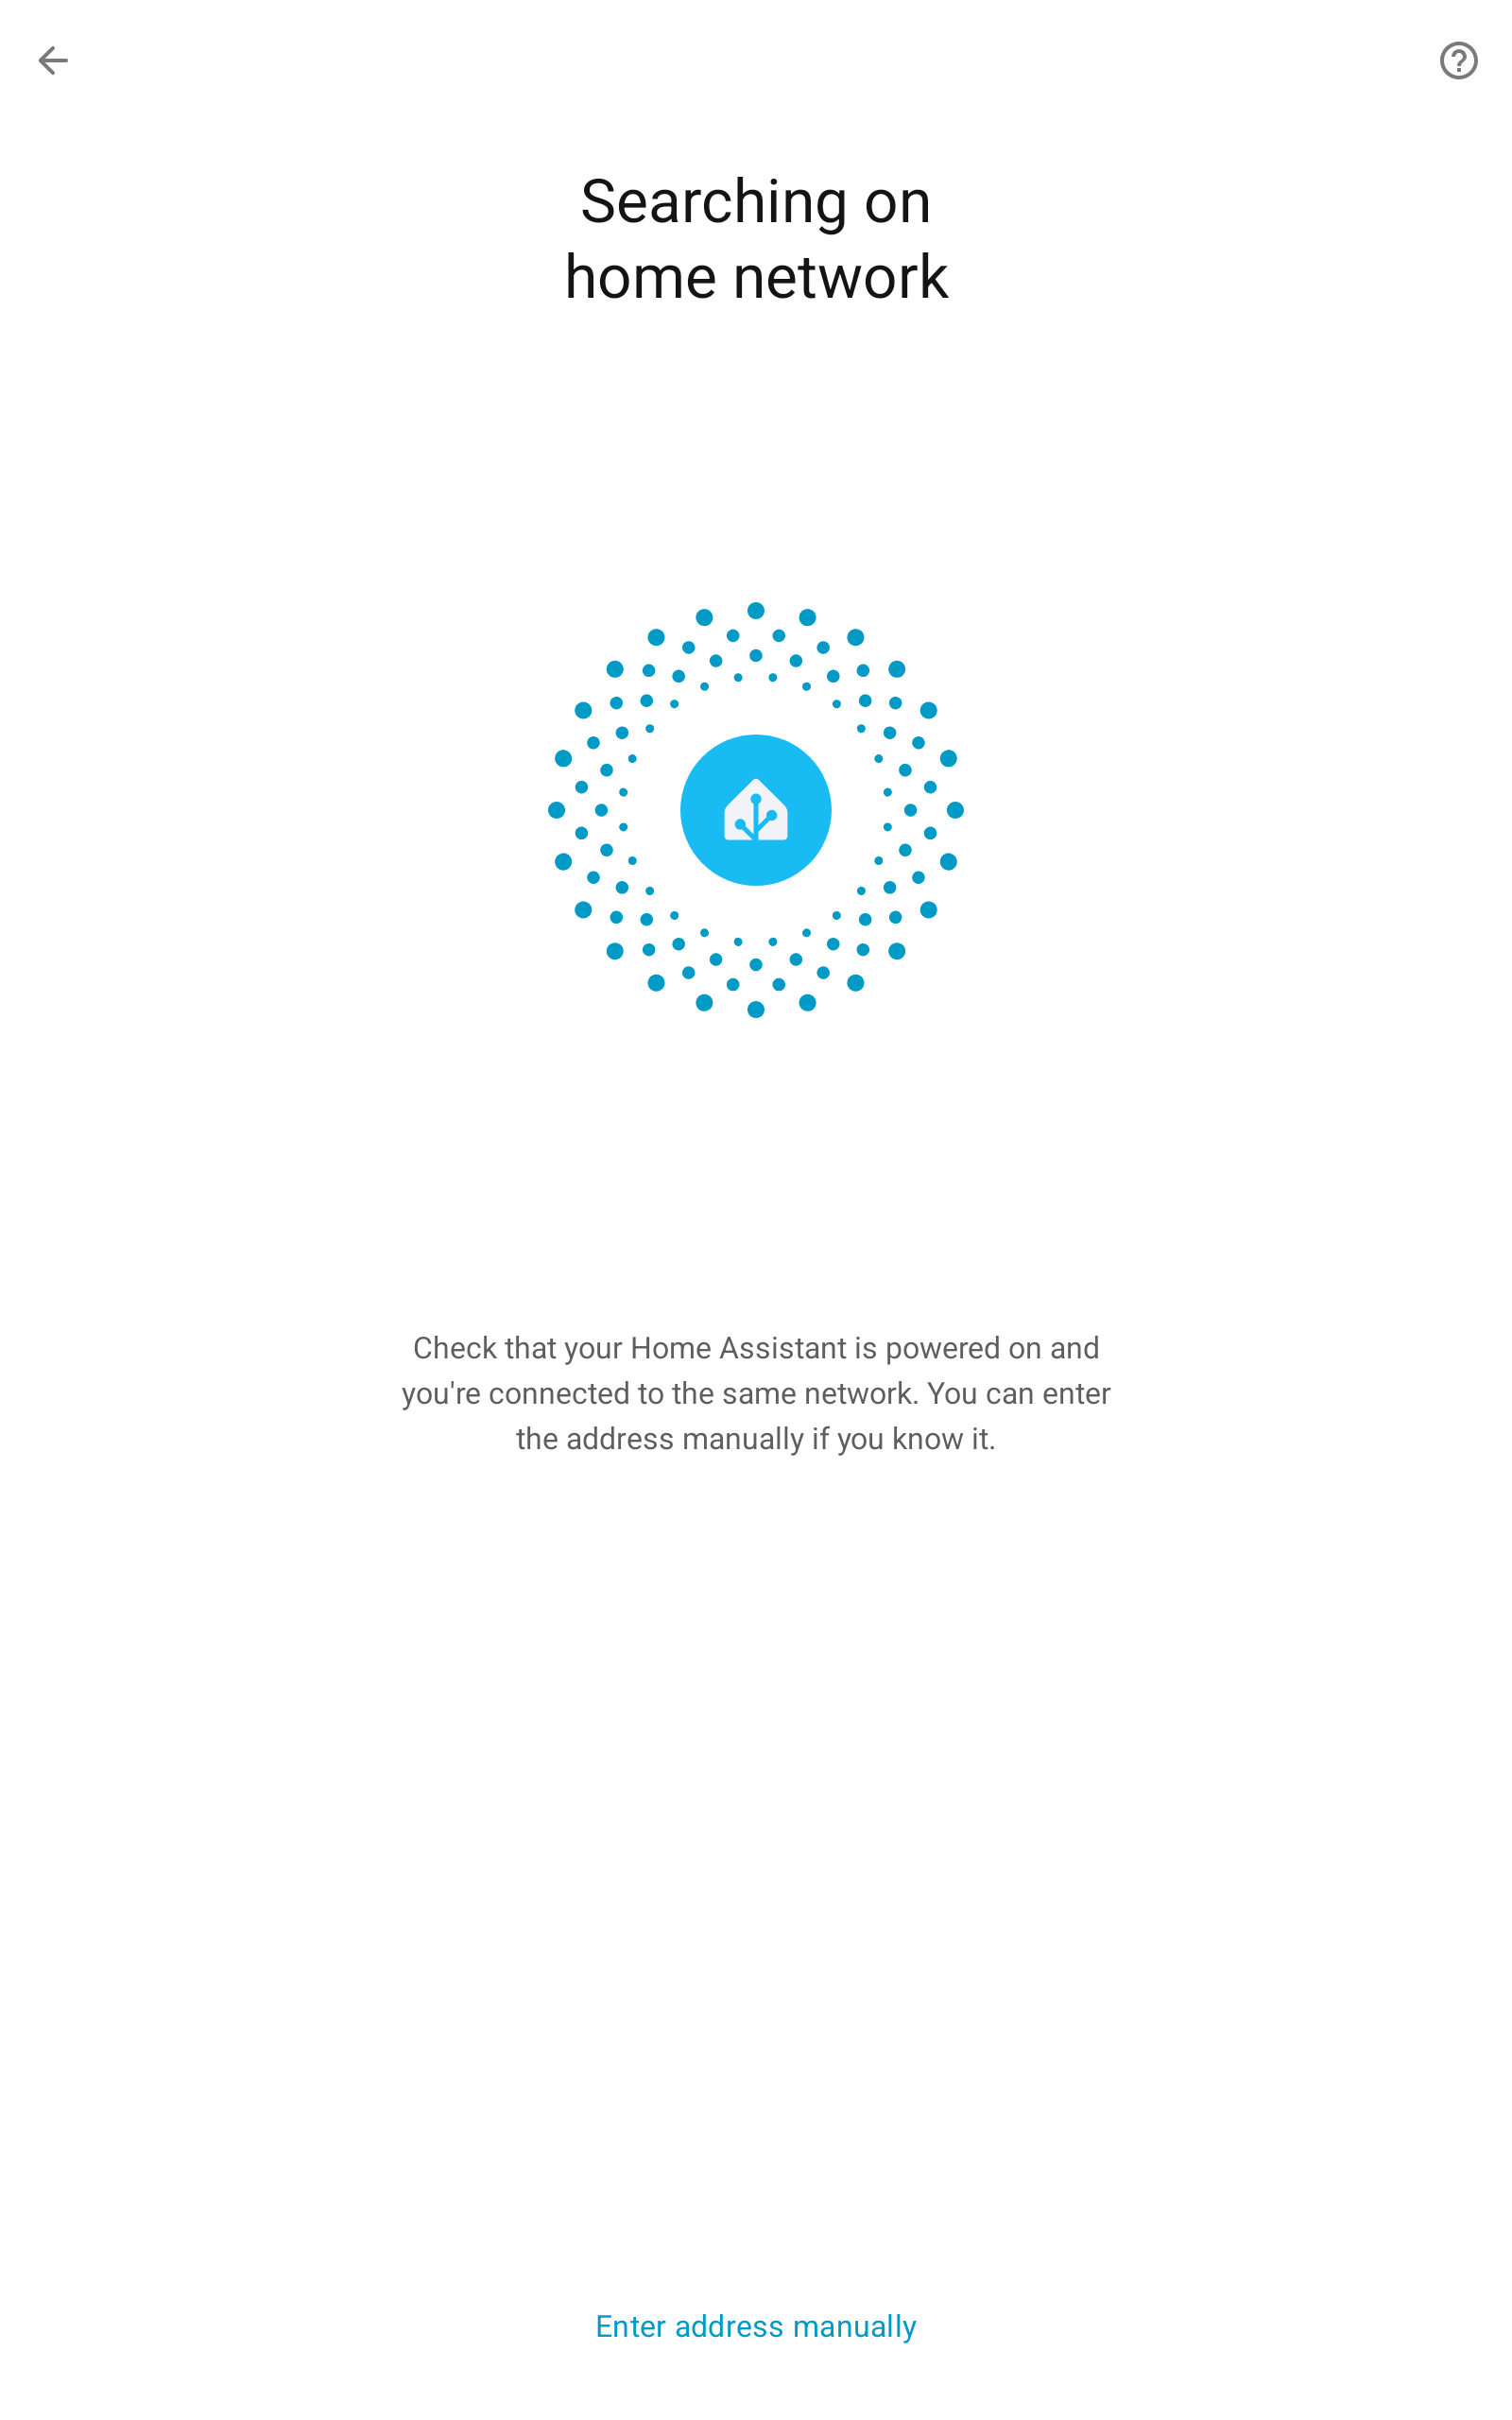 Searching on
home network
Check that your Home Assistant is powered on and
you're connected to the same network. You can enter
the address manually if you know it.
Enter address manually